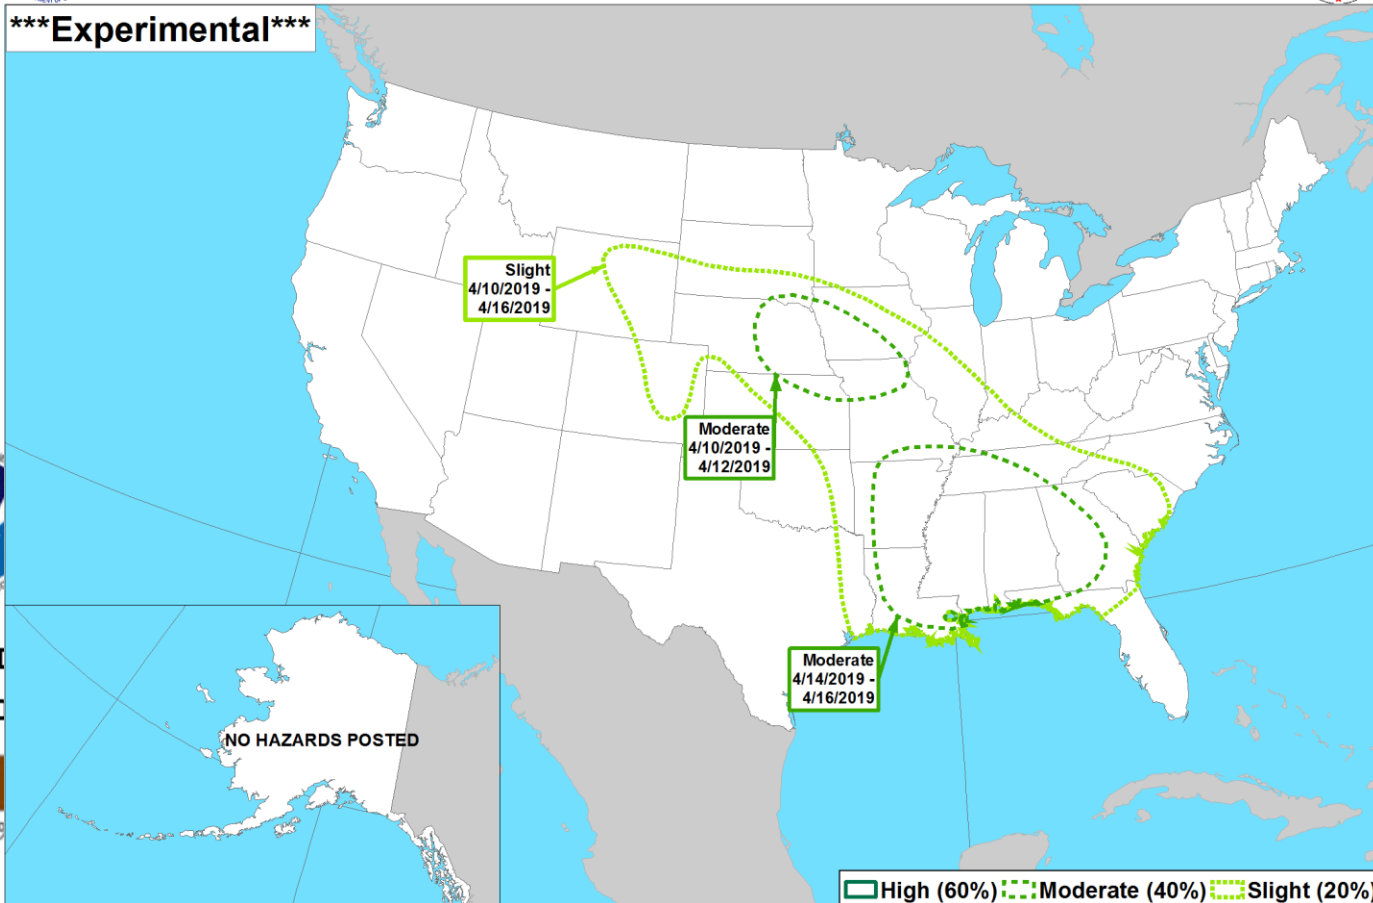 ***Experimental***
Slight
4/10/2019 -
4/16/2019
Moderate
4/10/2019 -
4/12/2019
Moderate
4/14/2019 -
4/16/2019
NO HAZARDS POSTED
High (60%) Moderate (40%) Slight (20%)